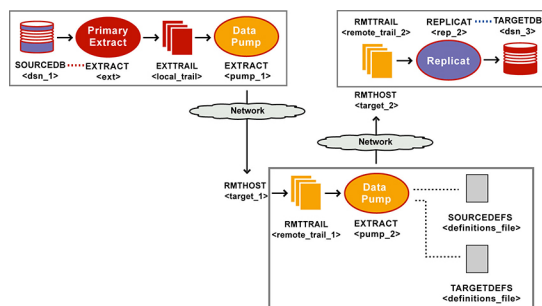 Primary
Extract
Data
Pump
SOURCEDB
<dsn_1>
EXTRACT
<ext>
EXTTRAIL
<local_trail>
EXTRACT
<pump_1>
RMTTRAIL
<remote_trail_2>
REPLICAT
<rep_2>
TARGETDB
<dsn_3>
Replicat
RMTHOST
<target_2>
Network
Network
RMTHOST
<target_1>
Data
Pump
RMTTRAIL
<remote_trail_1>
EXTRACT
<pump_2>
SOURCEDEFS
<definitions_file>
TARGETDEFS
<definitions_file>